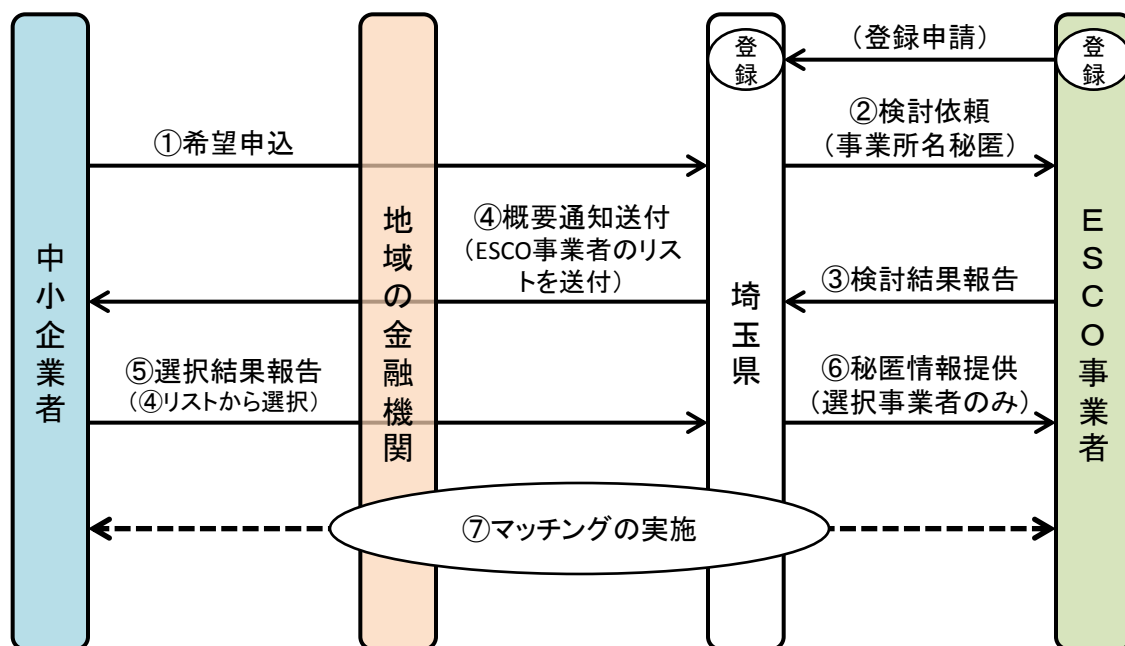 登録
(登録申請)
登録
①希望申込
②検討依頼
(事業所名秘匿)
④概要通知送付
(ESCO事業者のリス
トを送付)
③検討結果報告
⑤選択結果報告
(④リストから選択)
⑥秘匿情報提供
(選択事業者のみ)
⑦マッチングの実施
中小企業者
地域の金融機関
埼玉県
ESCO事業者